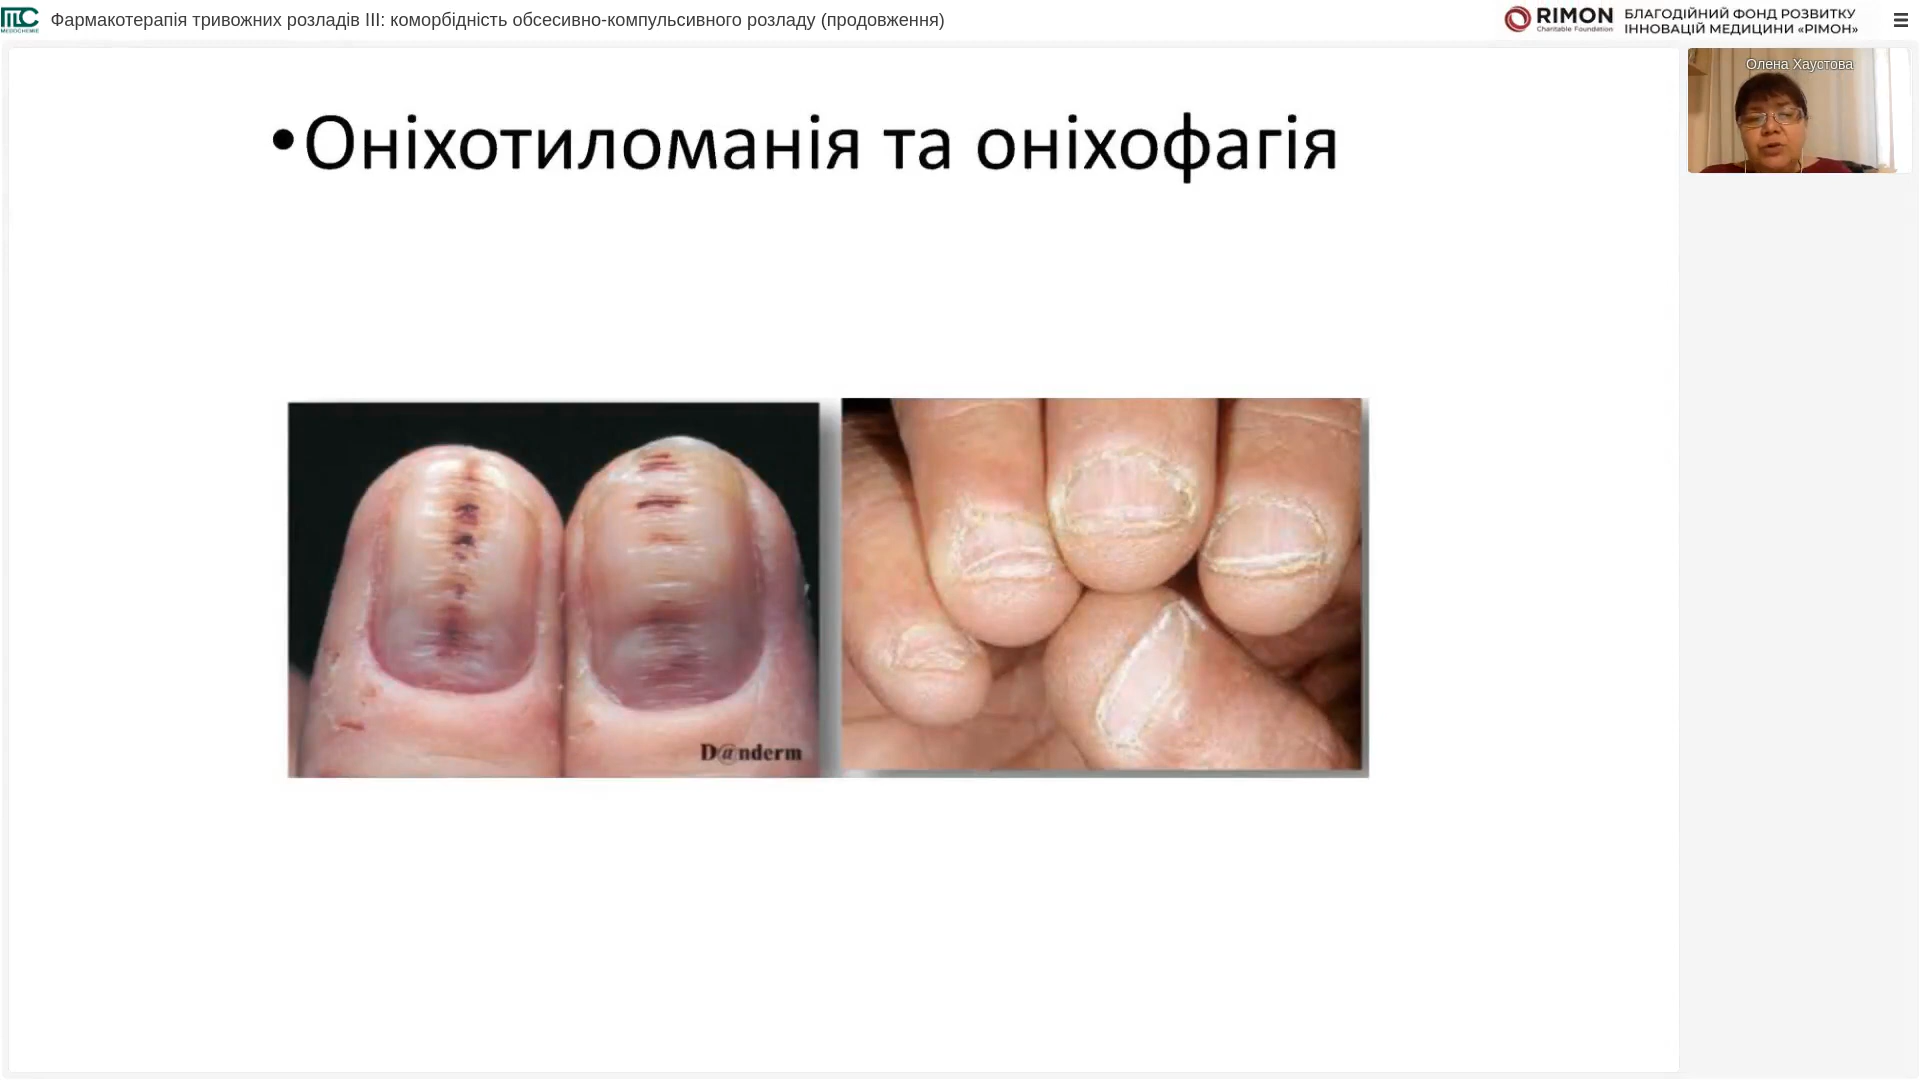 MEDOCHEMIE
Фармакотерапія тривожних розладів III: коморбідність обсесивно-компульсивного розладу (продовження)
RIMON
Charitable Foundation
БЛАГОДІЙНИЙ ФОНД РОЗВИТКУ
ІННОВАЦІЙ МЕДИЦИНИ «РІМОН»
Олена Хаустова
•Оніхотиломанія та оніхофагія
D@nderm